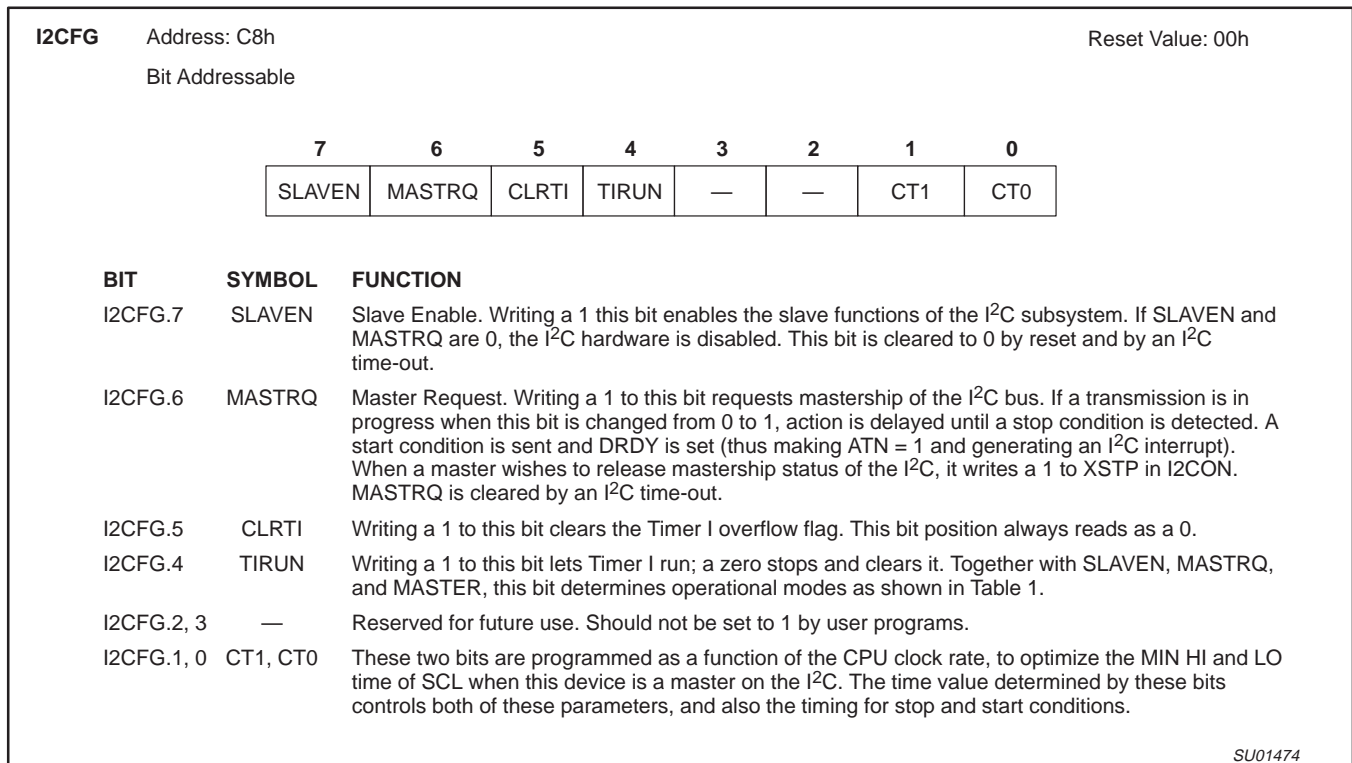 I2CFG Address: C8h Reset Value: 00h
Bit Addressable
7 6 5 4 3 2 1 0
SLAVEN MASTRQ CLRTI TIRUN — — CT1 CT0
BIT SYMBOL FUNCTION
I2CFG.7 SLAVEN Slave Enable. Writing a 1 this bit enables the slave functions of the I2C subsystem. If SLAVEN and
MASTRQ are 0, the I2C hardware is disabled. This bit is cleared to 0 by reset and by an I2C
time-out.
I2CFG.6 MASTRQ Master Request. Writing a 1 to this bit requests mastership of the I2C bus. If a transmission is in
progress when this bit is changed from 0 to 1, action is delayed until a stop condition is detected. A
start condition is sent and DRDY is set (thus making ATN = 1 and generating an I2C interrupt).
When a master wishes to release mastership status of the I2C, it writes a 1 to XSTP in I2CON.
MASTRQ is cleared by an I2C time-out.
I2CFG.5 CLRTI Writing a 1 to this bit clears the Timer I overflow flag. This bit position always reads as a 0.
I2CFG.4 TIRUN Writing a 1 to this bit lets Timer I run; a zero stops and clears it. Together with SLAVEN, MASTRQ,
and MASTER, this bit determines operational modes as shown in Table 1.
I2CFG.2, 3 — Reserved for future use. Should not be set to 1 by user programs.
I2CFG.1, 0 CT1, CT0 These two bits are programmed as a function of the CPU clock rate, to optimize the MIN HI and LO
time of SCL when this device is a master on the I2C. The time value determined by these bits
controls both of these parameters, and also the timing for stop and start conditions.
SU01474